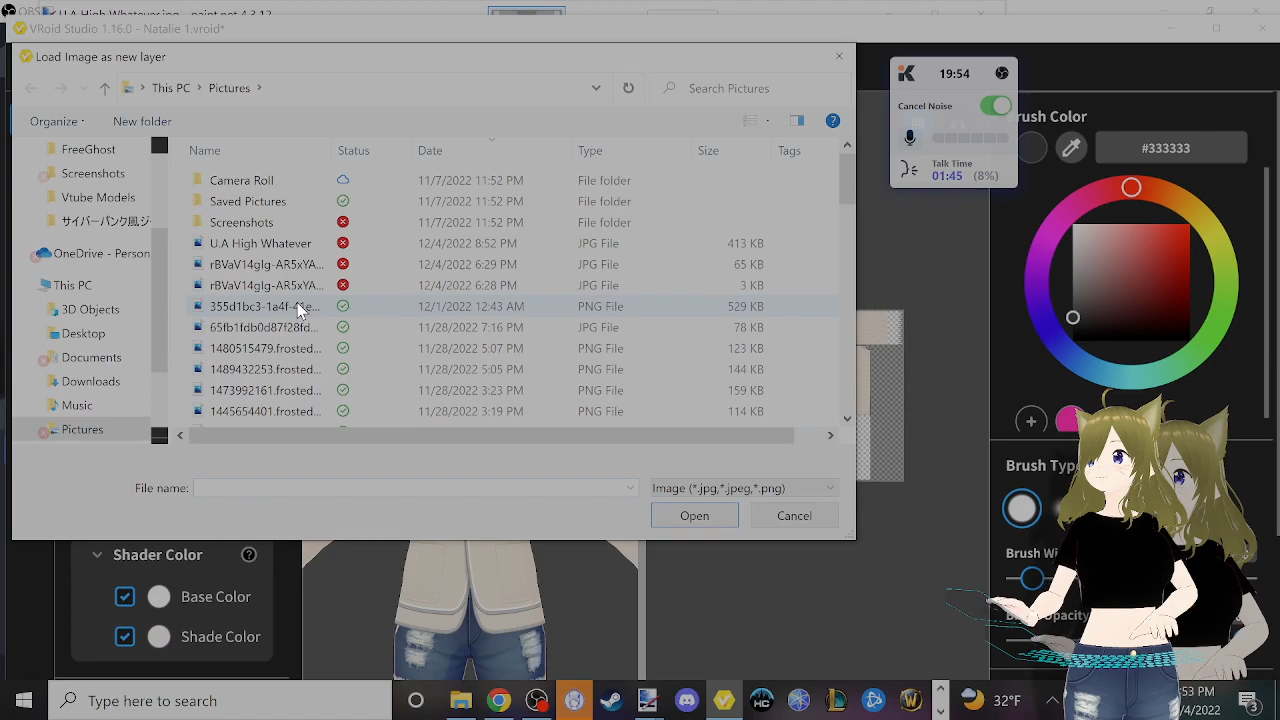 VRoid Studio 1.16.0 - Natalie 1.vroid*
Load Image as new layer
This PC
Pictures
Search Pictures
Organize
New folder
Name
Status
Date
Type
Size
Tags
FreeGhost
Screenshots
Vtube Models
サイバーパンク風ジ
OneDrive - Person
This PC
3D Objects
Desktop
Documents
Downloads
Music
Pictures
Camera Roll 11/7/2022 11:52 PM File folder
Saved Pictures 11/7/2022 11:52 PM File folder
Screenshots 11/7/2022 11:52 PM File folder
U.A High Whatever 12/4/2022 8:52 PM JPG File 413 KB
rBVaV14gIg-AR5xYA... 12/4/2022 6:29 PM JPG File 65 KB
rBVaV14gIg-AR5xYA... 12/4/2022 6:28 PM JPG File 3 KB
355d1bc3-1a4f- 12/1/2022 12:43 AM PNG File 529 KB
65fb1fdb0d87f28fd... 11/28/2022 7:16 PM JPG File 78 KB
1480515479.frosted... 11/28/2022 5:07 PM PNG File 123 KB
1489432253.frosted... 11/28/2022 5:05 PM PNG File 144 KB
1473992161.frosted... 11/28/2022 3:23 PM PNG File 159 KB
1445654401.frosted... 11/28/2022 3:19 PM PNG File 114 KB
File name:
Image (*.jpg,*.jpeg,*.png)
Open
Cancel
19:54
Cancel Noise
Talk Time
01:45 (8%)
rush Color
#333333
Brush Type
Brush Wi
Shader Color
Base Color
Shade Color
Type here to search
HC
W
32°F
:53 PM
/4/2022
3